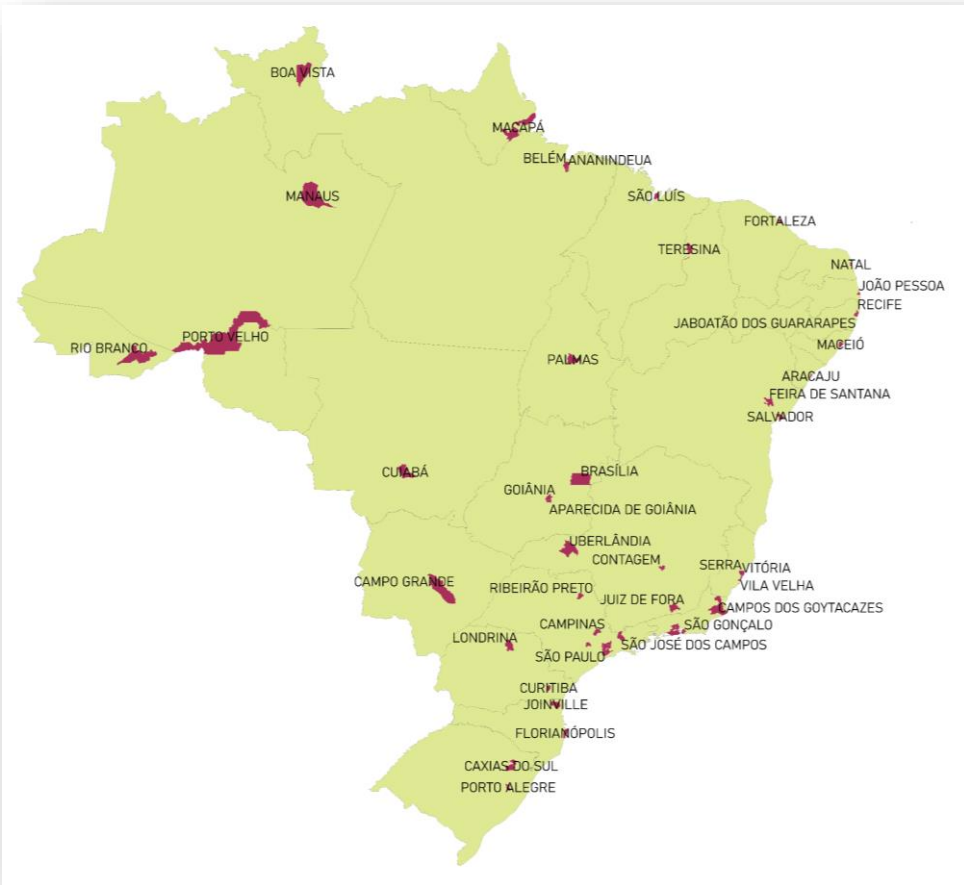 BOA VISTA
MACAPÁ
BELÉM
ANANINDEUA
MANAUS
SÃO LUÍS
FORTALEZA
TERESINA
NATAL
JOÃO PESSOA
RECIFE
JABOATÃO DOS GUARARAPES
PORTO VELHO
RIO BRANCO
MACEIÓ
PALMAS
ARACAJU
FEIRA DE SANTANA
SALVADOR
CUIABÁ
BRASÍLIA
GOIÂNIA
APARECIDA DE GOIÂNIA
UBERLÂNDIA
CONTAGEM
SERRA
VITÓRIA
VILA VELHA
CAMPO GRANDE
RIBEIRÃO PRETO
JUIZ DE FORA
CAMPOS DOS GOYTACAZES
CAMPINAS
SÃO GONÇALO
LONDRINA
SÃO JOSÉ DOS CAMPOS
SÃO PAULO
CURITIBA
JOINVILLE
FLORIANÓPOLIS
CAXIAS DO SUL
PORTO ALEGRE